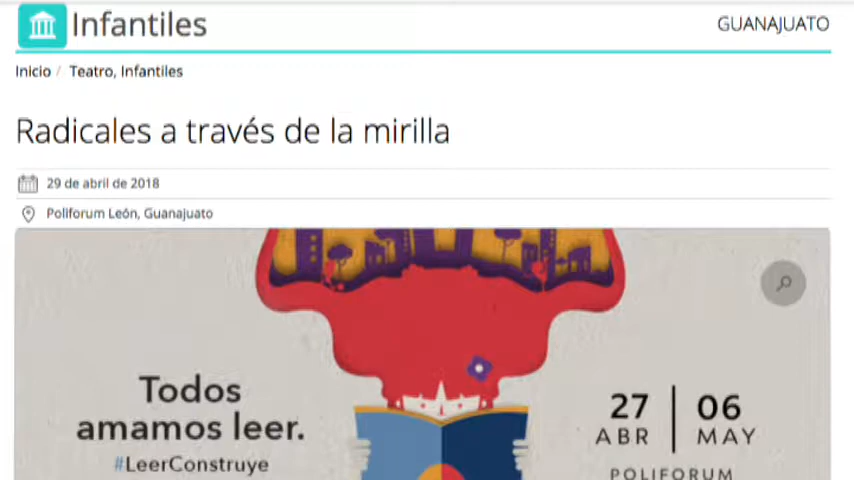 Infantiles
GUANAJUATO
Inicio / Teatro, Infantiles
Radicales a través de la mirilla
29 de abril de 2018
Poliforum León, Guanajuato
Todos
amamos leer.
#LeerConstruye
27 | 06
ABR | MAY
POLIFORUM